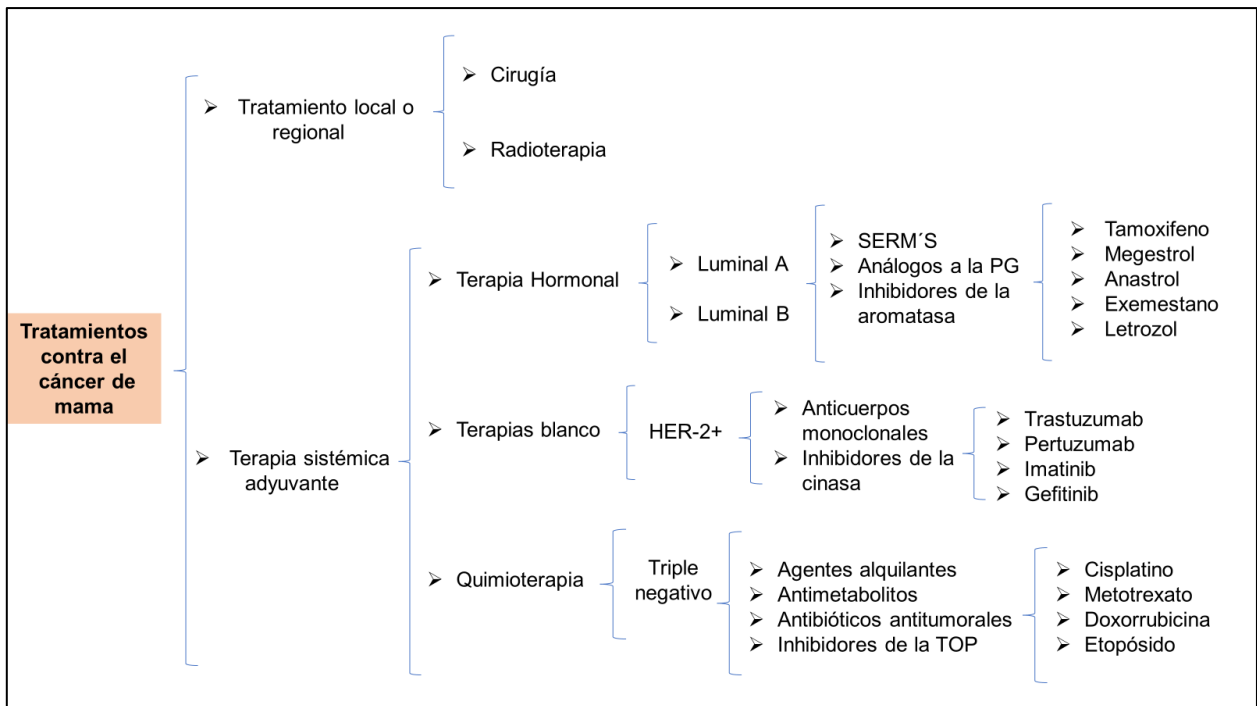 Tratamientos
contra el
cáncer de
mama
➢ Tratamiento local o
regional
➢ Cirugía
➢ Radioterapia
➢ Terapia sistémica
adyuvante
➢ Terapia Hormonal
➢ Luminal A
➢ Luminal B
➢ SERM´S
➢ Análogos a la PG
➢ Inhibidores de la
aromatasa
➢ Tamoxifeno
➢ Megestrol
➢ Anastrol
➢ Exemestano
➢ Letrozol
➢ Terapias blanco
HER-2+
➢ Anticuerpos
monoclonales
➢ Inhibidores de la
cinasa
➢ Trastuzumab
➢ Pertuzumab
➢ Imatinib
➢ Gefitinib
➢ Quimioterapia
Triple
negativo
➢ Agentes alquilantes
➢ Antimetabolitos
➢ Antibióticos antitumorales
➢ Inhibidores de la TOP
➢ Cisplatino
➢ Metotrexato
➢ Doxorrubicina
➢ Etopósido